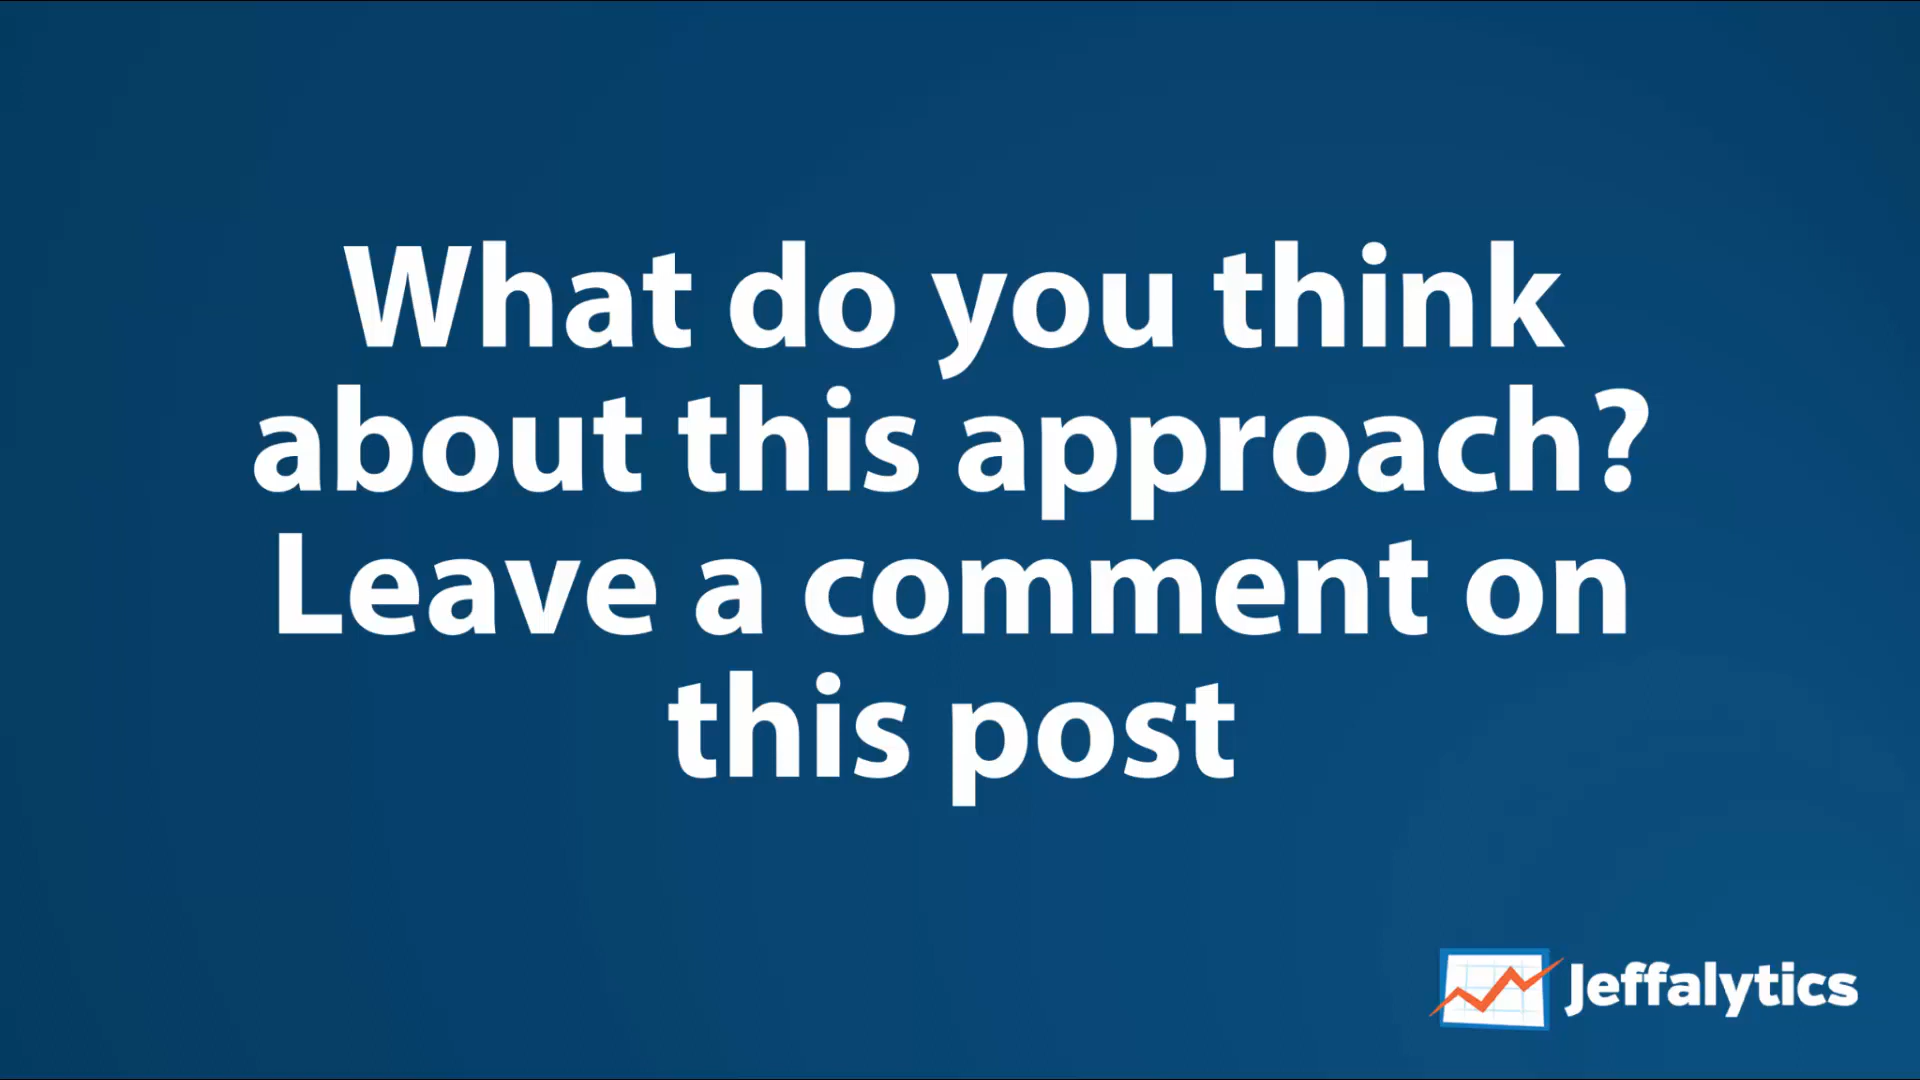 What do you think
about this approach?
Leave a comment on
this post
Jeffalytics